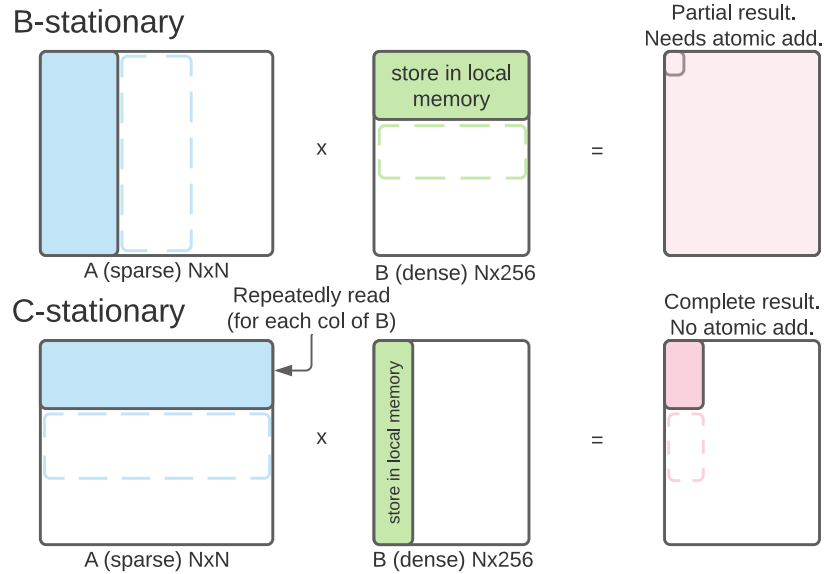 B-stationary
Partial result.
Needs atomic add.
store in local
memory
x
=
A (sparse) NxN
B (dense) Nx256
C-stationary
Repeatedly read
(for each col of B)
Complete result.
No atomic add.
store in local memory
x
=
A (sparse) NxN
B (dense) Nx256